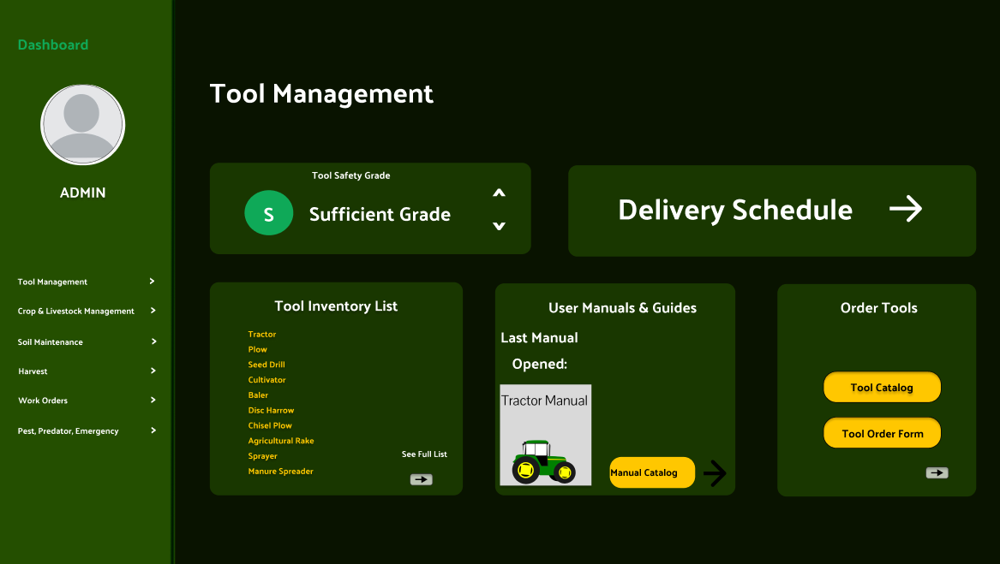 Dashboard
ADMIN
Tool Management
Crop & Livestock Management
Soil Maintenance
Harvest
Work Orders
Pest, Predator, Emergency
Tool Management
Tool Safety Grade
S
Sufficient Grade
Delivery Schedule
Tool Inventory List
Tractor
Plow
Seed Drill
Cultivator
Baler
Disc Harrow
Chisel Plow
Agricultural Rake
Sprayer
Manure Spreader
See Full List
User Manuals & Guides
Last Manual
Opened:
Tractor Manual
Manual Catalog
Order Tools
Tool Catalog
Tool Order Form